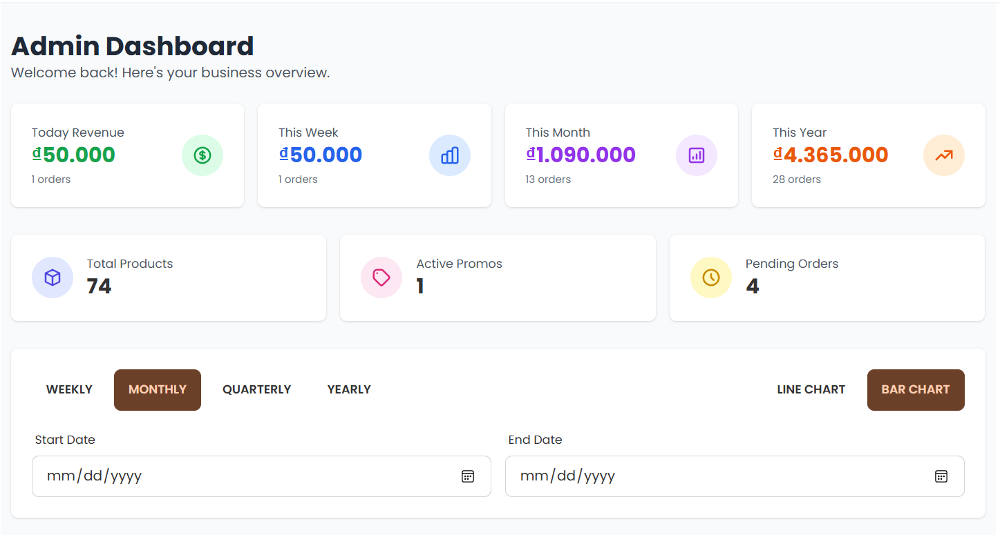 Admin Dashboard
Welcome back! Here's your business overview.
Today Revenue
₫50.000
1 orders
This Week
₫50.000
1 orders
This Month
₫1.090.000
13 orders
This Year
₫4.365.000
28 orders
Total Products
74
Active Promos
1
Pending Orders
4
WEEKLY MONTHLY QUARTERLY YEARLY LINE CHART BAR CHART
Start Date
mm/dd/yyyy
End Date
mm/dd/yyyy